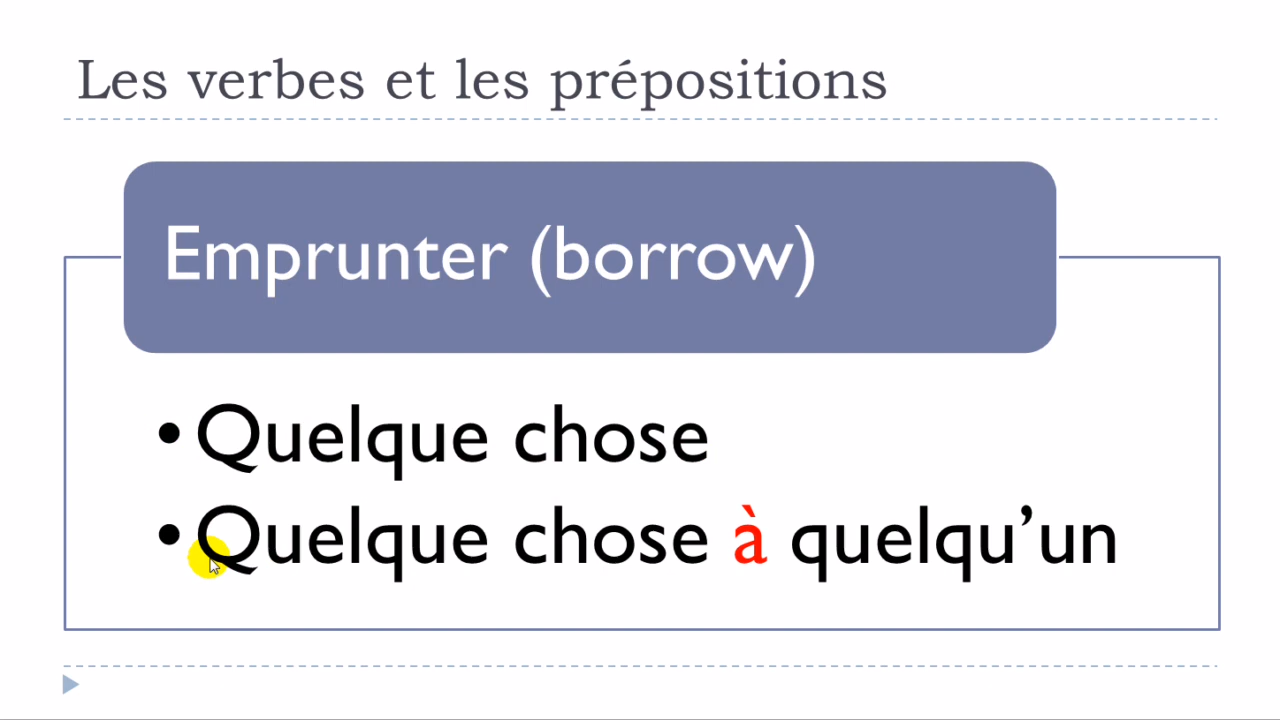 Les verbes et les prépositions
Emprunter (borrow)
• Quelque chose
• Quelque chose à quelqu’un